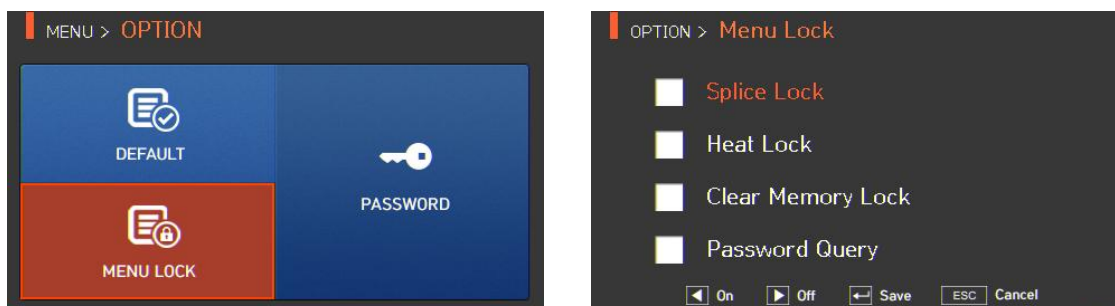 MENU > OPTION
DEFAULT
PASSWORD
MENU LOCK
OPTION > Menu Lock
Splice Lock
Heat Lock
Clear Memory Lock
Password Query
On Off Save ESC Cancel